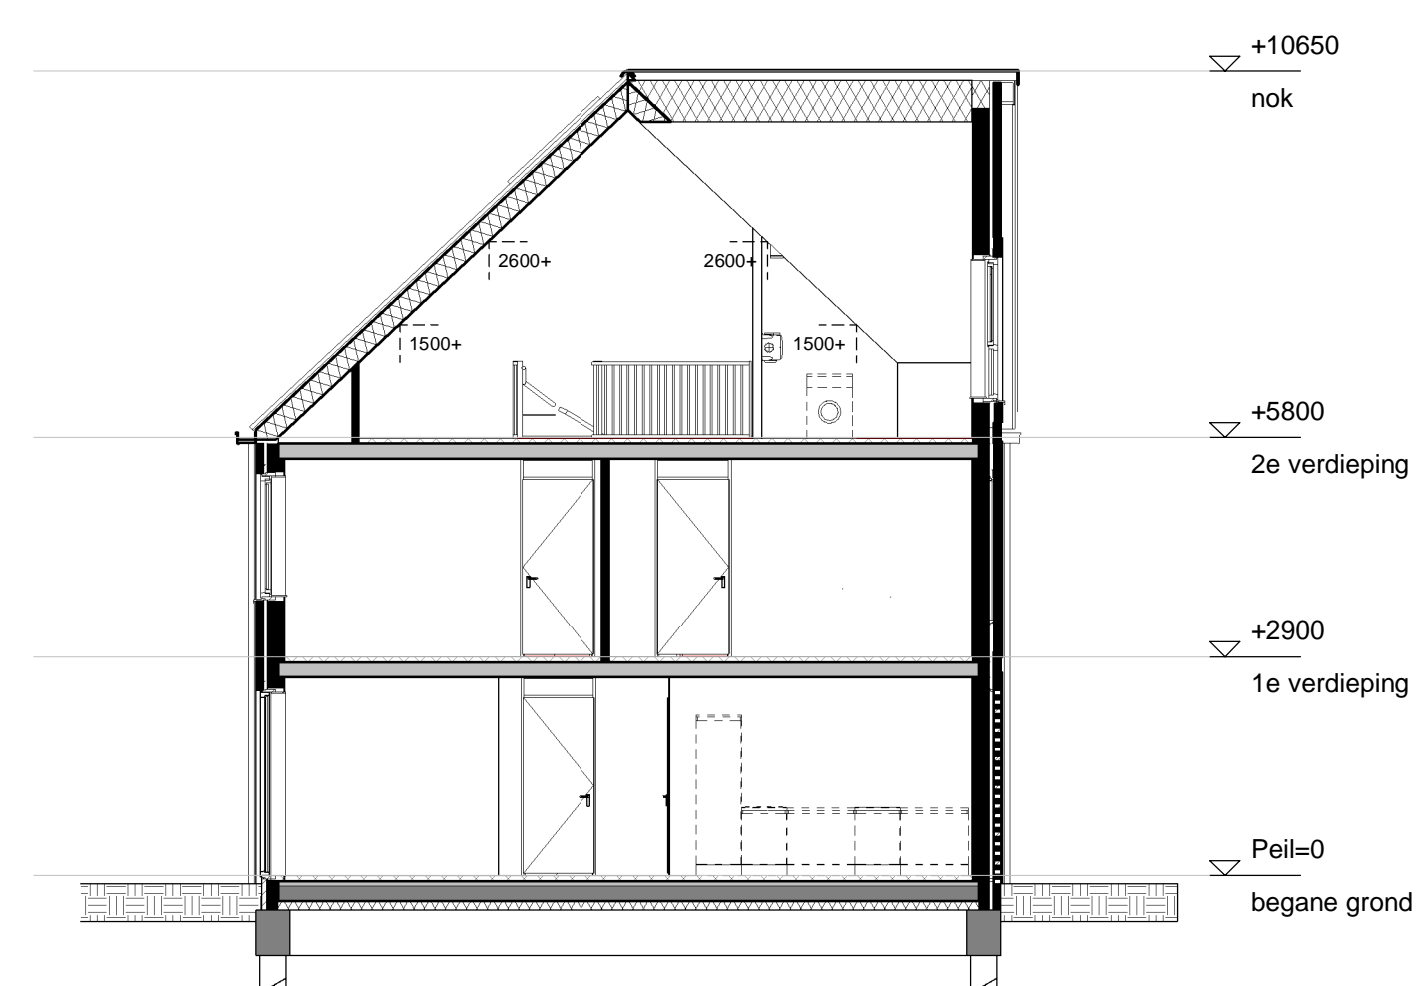 +10650
nok
2600+
2600+
1500+
1500+
+5800
2e verdieping
+2900
1e verdieping
Peil=0
begane grond